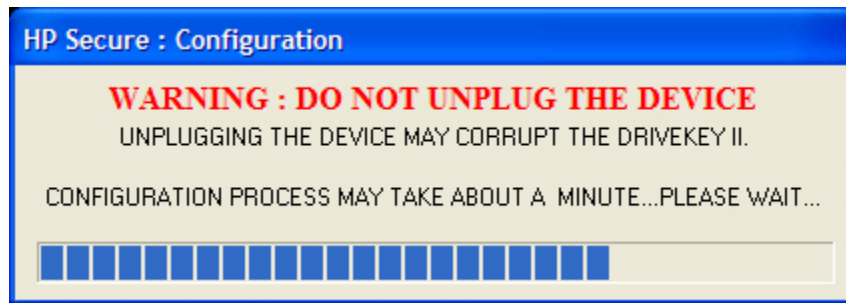 HP Secure : Configuration
WARNING : DO NOT UNPLUG THE DEVICE
UNPLUGGING THE DEVICE MAY CORRUPT THE DRIVEKEY II.
CONFIGURATION PROCESS MAY TAKE ABOUT A  MINUTE...PLEASE WAIT...